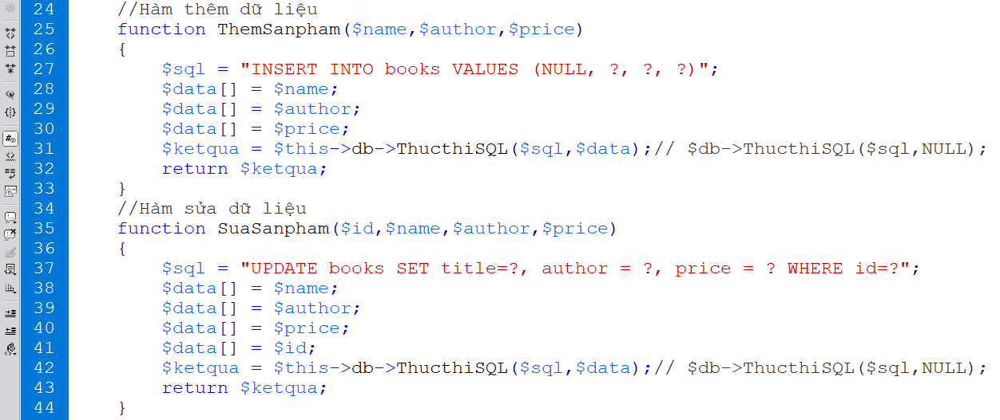 24 //Hàm thêm dữ liệu
25 function ThemSanpham($name,$author,$price)
26 {
27 $sql = "INSERT INTO books VALUES (NULL, ?, ?, ?)";
28 $data[] = $name;
29 $data[] = $author;
30 $data[] = $price;
31 $ketqua = $this->db->ThucthiSQL($sql,$data);// $db->ThucthiSQL($sql,NULL);
32 return $ketqua;
33 }
34 //Hàm sửa dữ liệu
35 function SuaSanpham($id,$name,$author,$price)
36 {
37 $sql = "UPDATE books SET title=?, author = ?, price = ? WHERE id=?";
38 $data[] = $name;
39 $data[] = $author;
40 $data[] = $price;
41 $data[] = $id;
42 $ketqua = $this->db->ThucthiSQL($sql,$data);// $db->ThucthiSQL($sql,NULL);
43 return $ketqua;
44 }